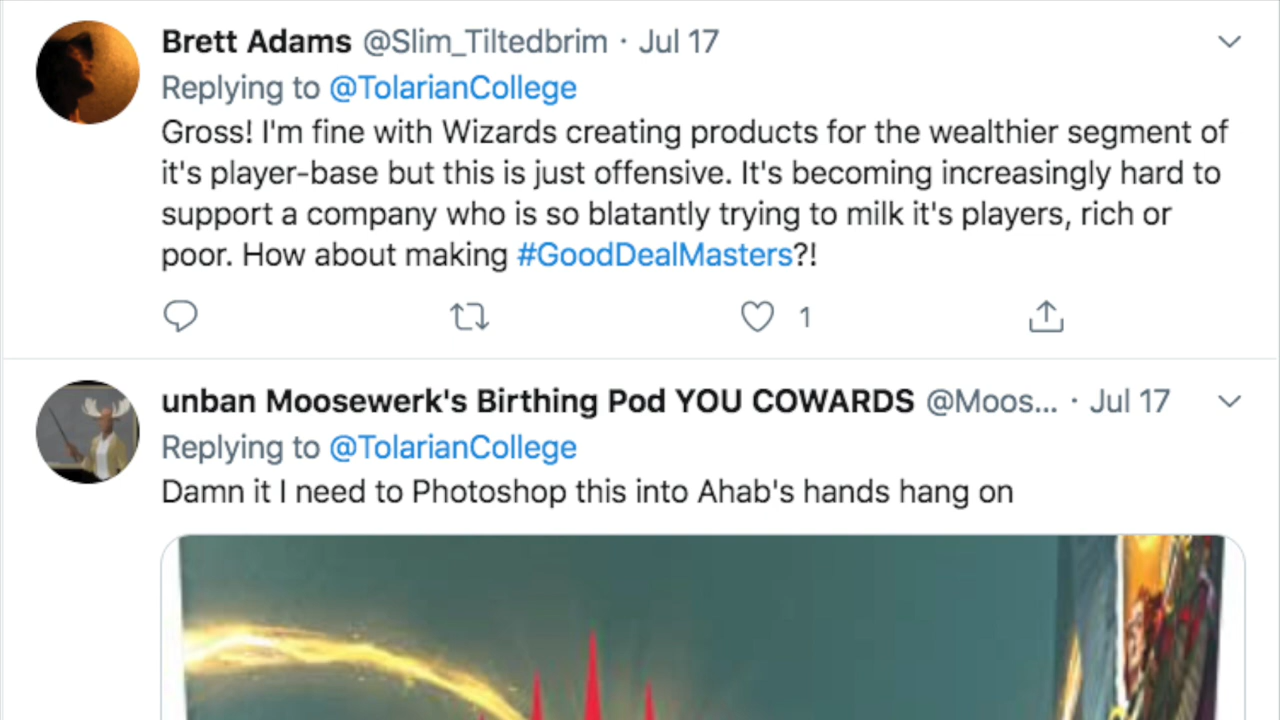 Brett Adams @Slim_Tiltedbrim · Jul 17
Replying to @TolarianCollege
Gross! I'm fine with Wizards creating products for the wealthier segment of
it's player-base but this is just offensive. It's becoming increasingly hard to
support a company who is so blatantly trying to milk it's players, rich or
poor. How about making #GoodDealMasters?!
1
unban Moosewerk's Birthing Pod YOU COWARDS @Moos... · Jul 17
Replying to @TolarianCollege
Damn it I need to Photoshop this into Ahab's hands hang on